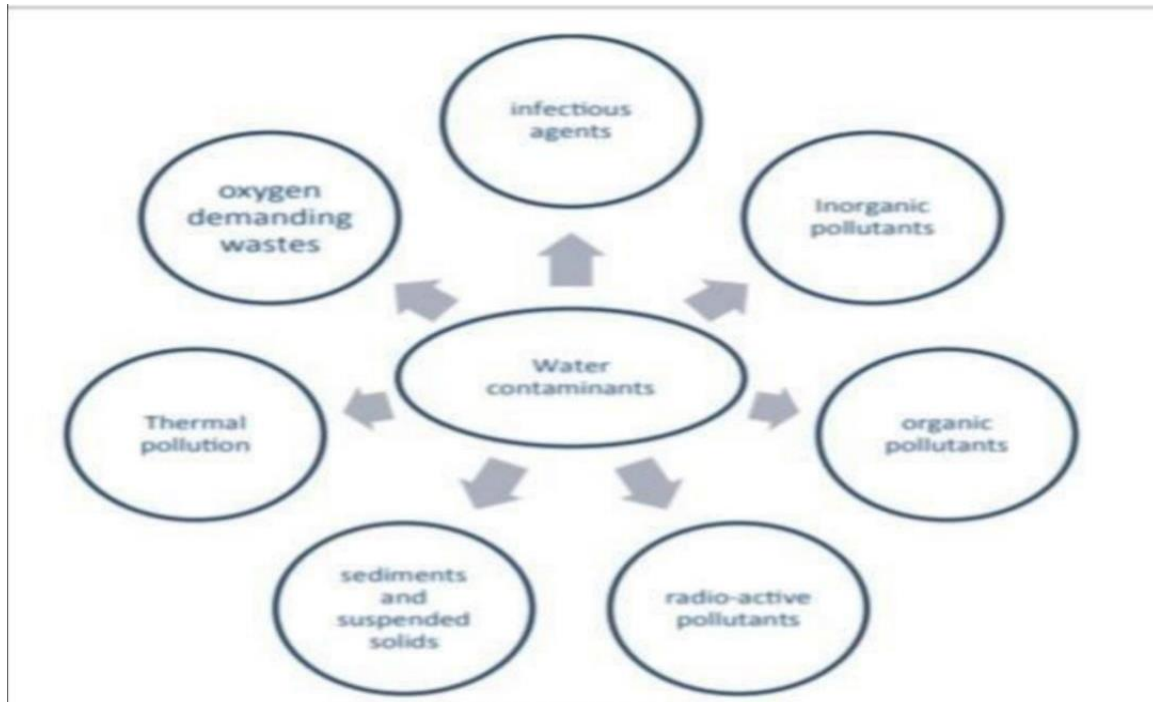 infectious
agents
Inorganic
pollutants
organic
pollutants
radio-active
pollutants
sediments
and
suspended
solids
Thermal
pollution
oxygen
demanding
wastes
Water
contaminants